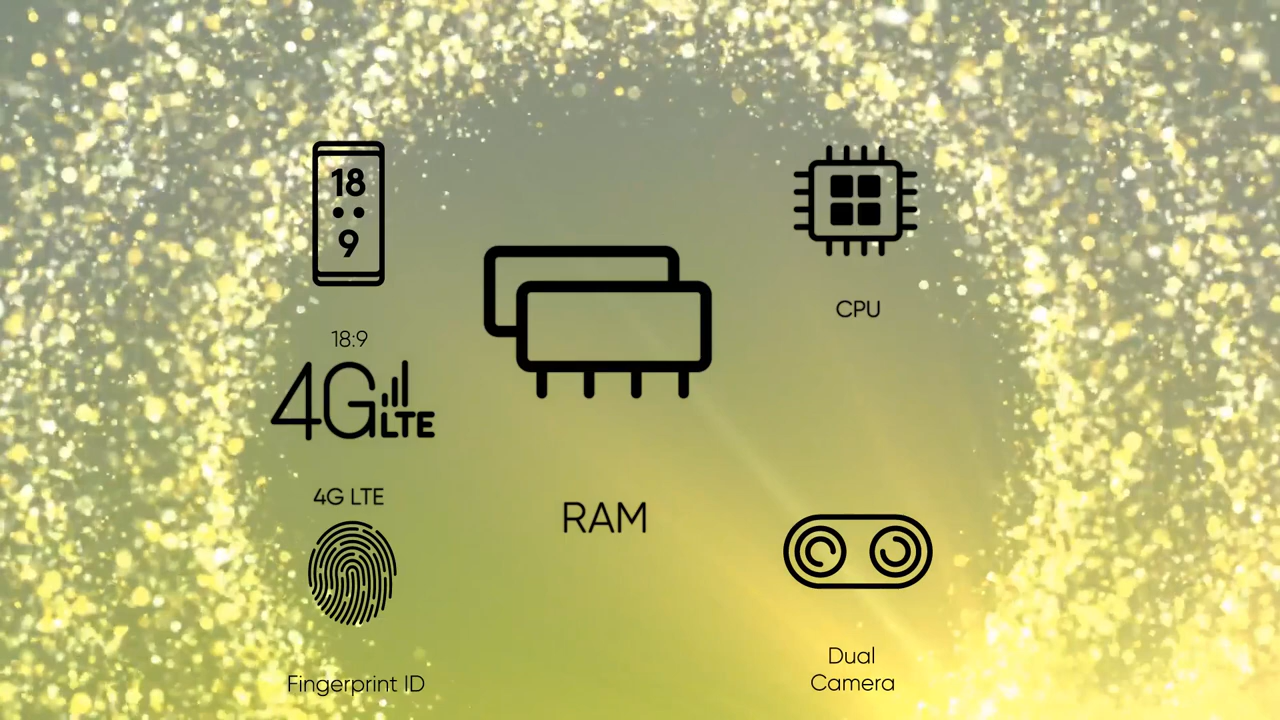 18
:
9
18:9
4G LTE
4G LTE
Fingerprint ID
RAM
CPU
Dual
Camera